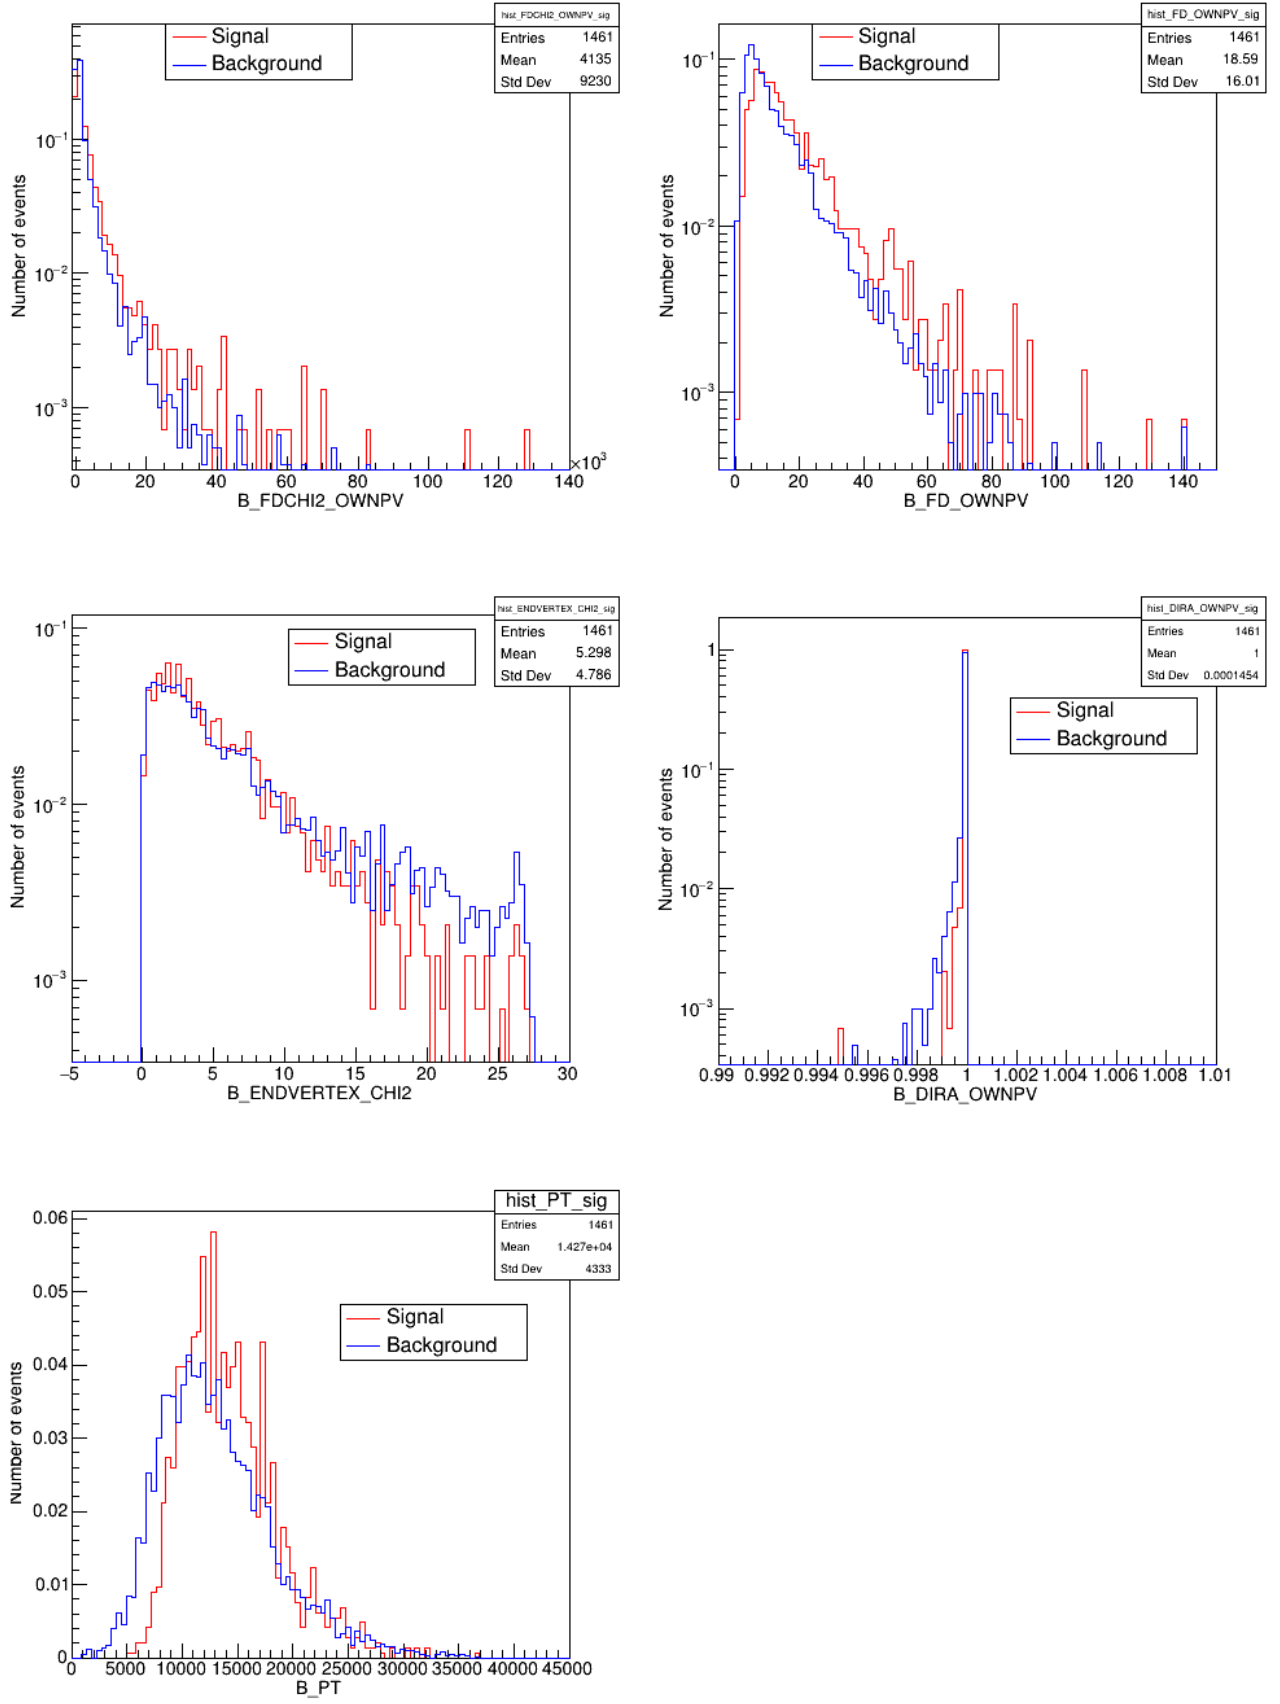 hist_FDCHI2_OWNPV_sig
Entries 1461
Mean 4135
Std Dev 9230
Signal
Background
10⁻¹
10⁻²
10⁻³
Number of events
0 20 40 60 80 100 120 140
×10³
B_FDCHI2_OWNPV
hist_FD_OWNPV_sig
Entries 1461
Mean 18.59
Std Dev 16.01
Signal
Background
10⁻¹
10⁻²
10⁻³
Number of events
0 20 40 60 80 100 120 140
B_FD_OWNPV
hist_ENDVERTEX_CHI2_sig
Entries 1461
Mean 5.298
Std Dev 4.786
Signal
Background
10⁻¹
10⁻²
10⁻³
Number of events
−5 0 5 10 15 20 25 30
B_ENDVERTEX_CHI2
hist_DIRA_OWNPV_sig
Entries 1461
Mean 1
Std Dev 0.0001454
Signal
Background
1
10⁻¹
10⁻²
10⁻³
Number of events
0.99 0.992 0.994 0.996 0.998 1 1.002 1.004 1.006 1.008 1.01
B_DIRA_OWNPV
hist_PT_sig
Entries 1461
Mean 1.427e+04
Std Dev 4333
Signal
Background
0.06
0.05
0.04
0.03
0.02
0.01
0
Number of events
0 5000 10000 15000 20000 25000 30000 35000 40000 45000
B_PT